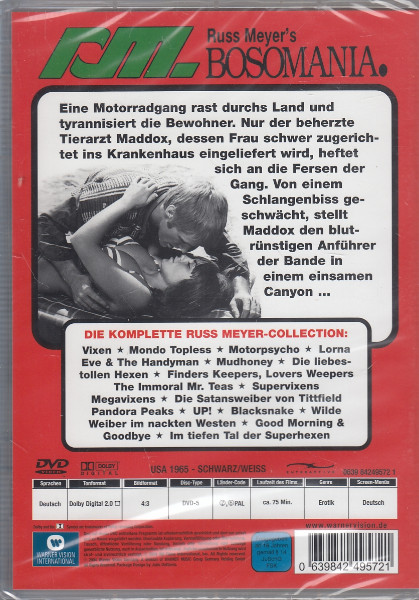 RM.
Russ Meyer's
BOSOMANIA.
Eine Motorradgang rast durchs Land und
tyrannisiert die Bewohner. Nur der beherzte
Tierarzt Maddox, dessen Frau schwer zugerich-
tet ins Krankenhaus eingeliefert wird, heftet
sich an die Fersen der
Gang. Von einem
Schlangenbiss ge-
schwächt, stellt
Maddox den blut-
rünstigen Anführer
der Bande in
einem einsamen
Canyon ...
DIE KOMPLETTE RUSS MEYER-COLLECTION:
Vixen ★ Mondo Topless ★ Motorpsycho ★ Lorna
Eve & The Handyman ★ Mudhoney ★ Die liebes-
tollen Hexen ★ Finders Keepers, Lovers Weepers
The Immoral Mr. Teas ★ Supervixens
Megavixens ★ Die Satansweiber von Tittfield
Pandora Peaks ★ UP! ★ Blacksnake ★ Wilde
Weiber im nackten Westen ★ Good Morning &
Goodbye ★ Im tiefen Tal der Superhexen
DVD VIDEO DOLBY DIGITAL USA 1965 - SCHWARZ/WEISS
Sprachen Tonformat Bildformat Disc-Type Länder-Code Laufzeit des Films Genre Screen-Menü
Deutsch Dolby Digital 2.0 4:3 DVD-5 PAL ca. 75 Min. Erotik Deutsch
www.warnervision.de
WARNER VISION
INTERNATIONAL
0 639842 495721